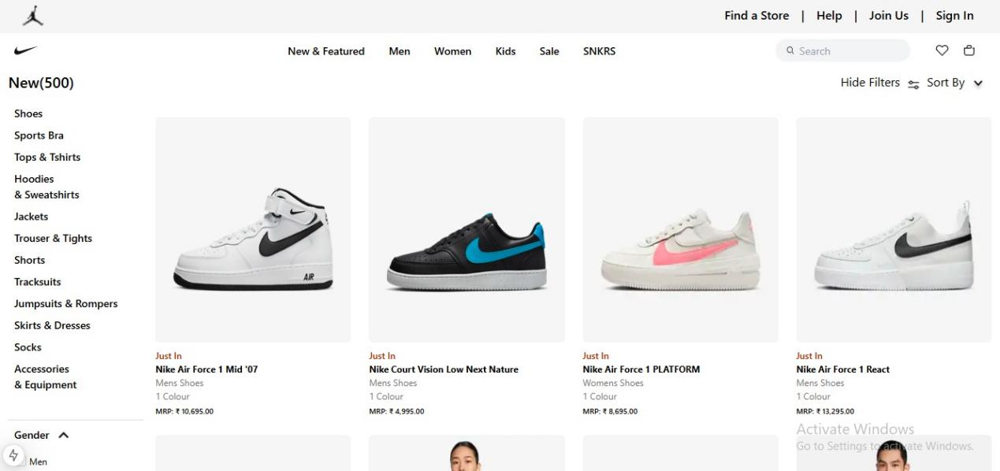 Find a Store | Help | Join Us | Sign In
New & Featured Men Women Kids Sale SNKRS
Search
New(500)
Hide Filters Sort By
Shoes
Sports Bra
Tops & Tshirts
Hoodies
& Sweatshirts
Jackets
Trouser & Tights
Shorts
Tracksuits
Jumpsuits & Rompers
Skirts & Dresses
Socks
Accessories
& Equipment
Gender
Men
AIR
Just In
Nike Air Force 1 Mid '07
Mens Shoes
1 Colour
MRP: ₹ 10,695.00
Just In
Nike Court Vision Low Next Nature
Mens Shoes
1 Colour
MRP: ₹ 4,995.00
Just In
Nike Air Force 1 PLATFORM
Womens Shoes
1 Colour
MRP: ₹ 8,695.00
Just In
Nike Air Force 1 React
Mens Shoes
1 Colour
MRP: ₹ 13,295.00
Activate Windows
Go to Settings to activate Windows.